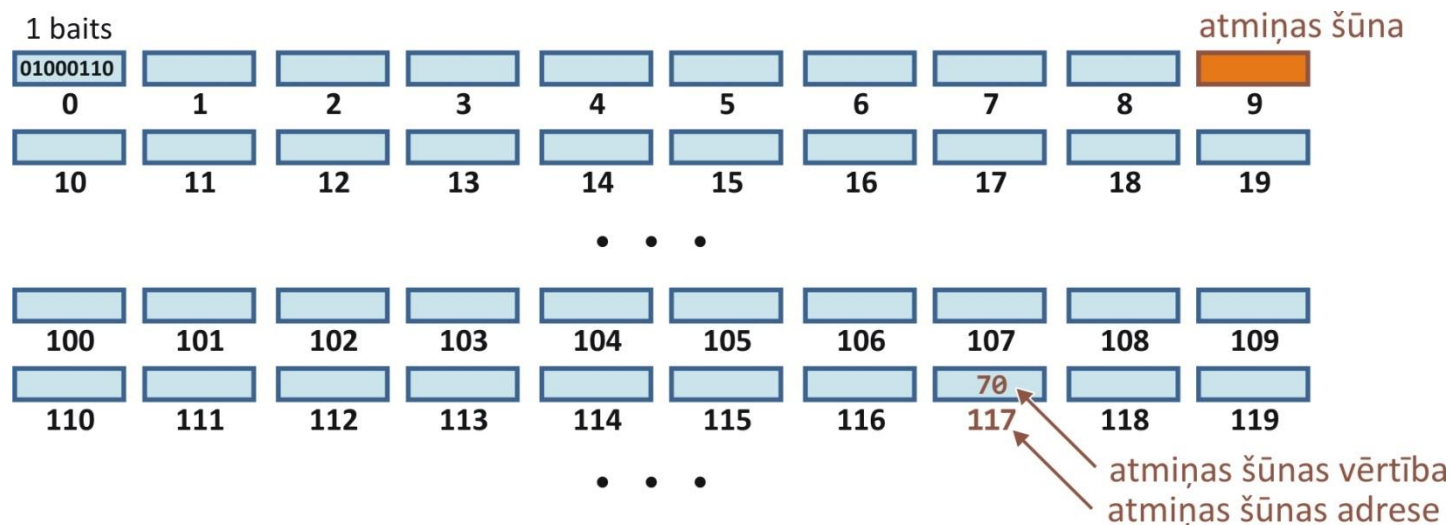 1 baits atmiņas šūna
01000110
0 1 2 3 4 5 6 7 8 9
10 11 12 13 14 15 16 17 18 19
• • •
100 101 102 103 104 105 106 107 108 109
70
110 111 112 113 114 115 116 117 118 119
atmiņas šūnas vērtība
• • •
atmiņas šūnas adrese